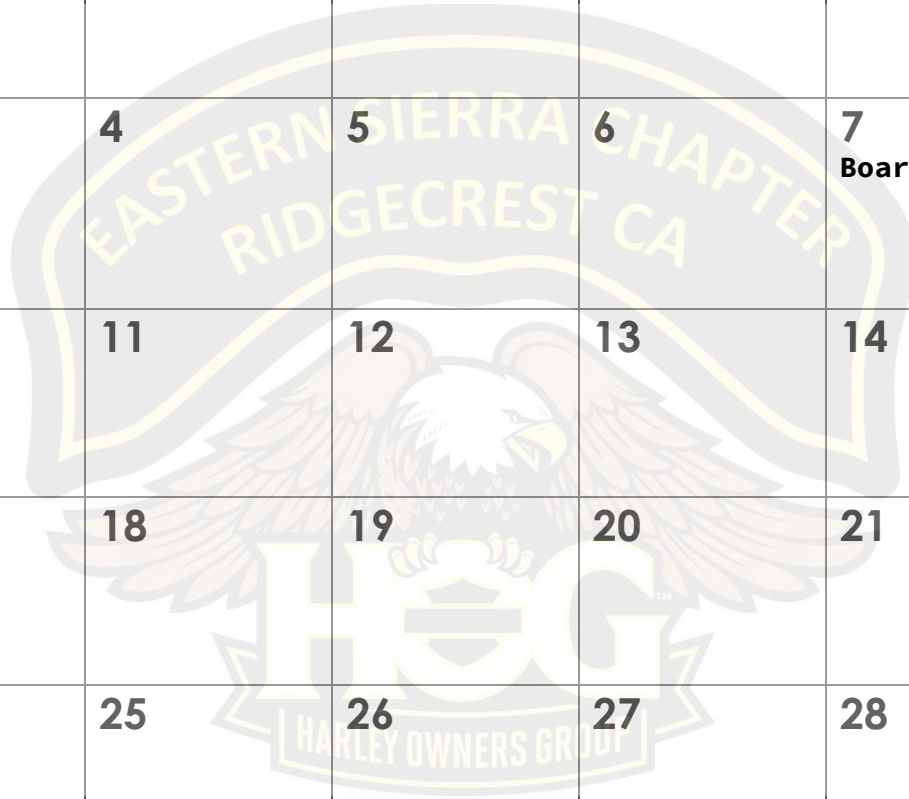 EASTERN SIERRA CHAPTER
RIDGECREST CA
4 5 6 7
Boar
11 12 13 14
18 19 20 21
HOG™
25 26 27 28
HARLEY OWNERS GROUP